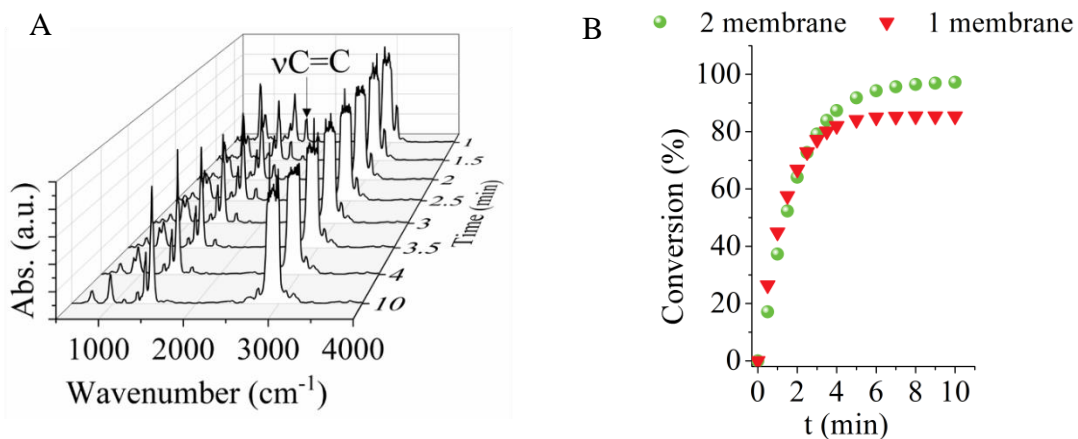 A
νC=C
Abs. (a.u.)
1
1.5
2
2.5
3
3.5
4
10
Time (min)
1000 2000 3000 4000
Wavenumber (cm⁻¹)
B
2 membrane 1 membrane
100
80
60
40
20
0
Conversion (%)
0 2 4 6 8 10
t (min)